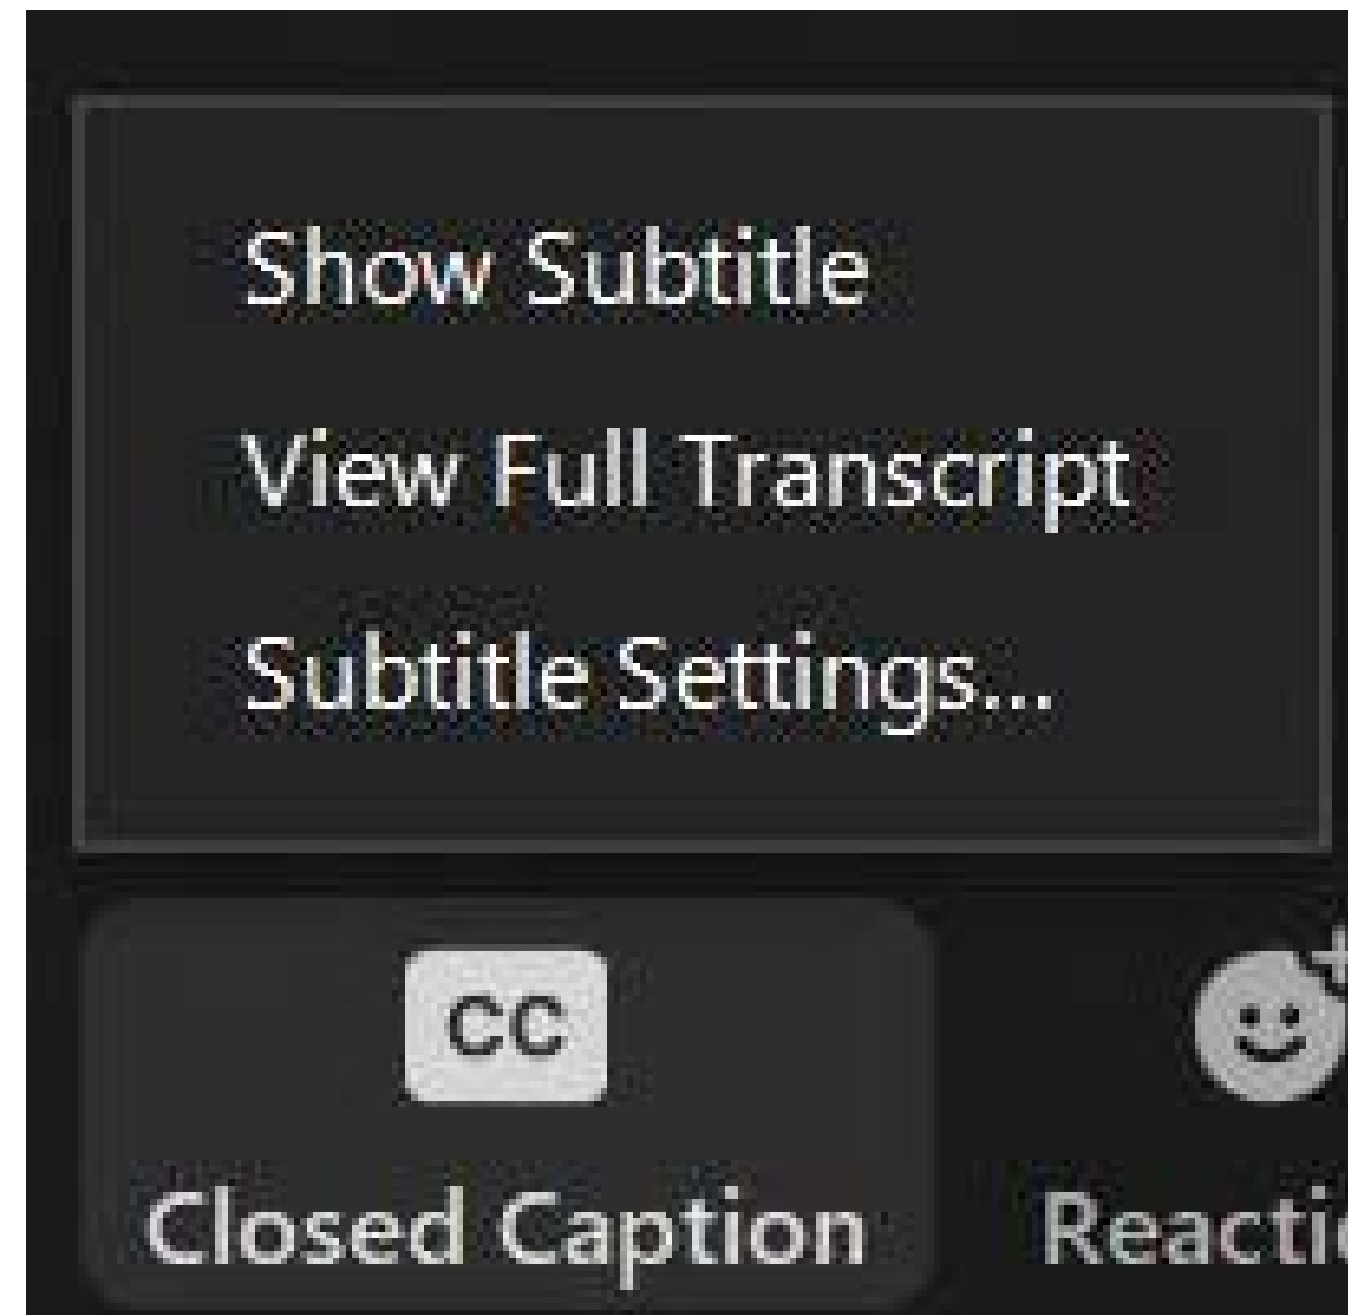 Show Subtitle
View Full Transcript
Subtitle Settings...
CC
Closed Caption